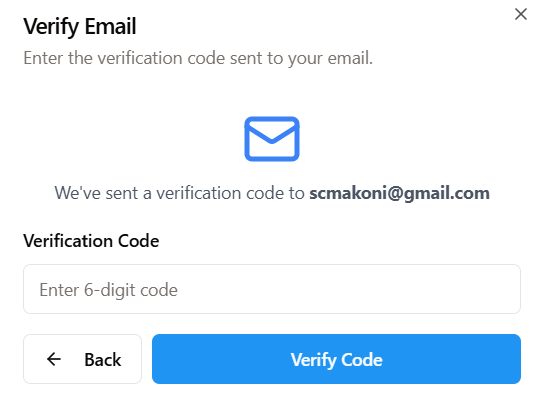 Verify Email
Enter the verification code sent to your email.
We've sent a verification code to scmakoni@gmail.com
Verification Code
Enter 6-digit code
Back
Verify Code